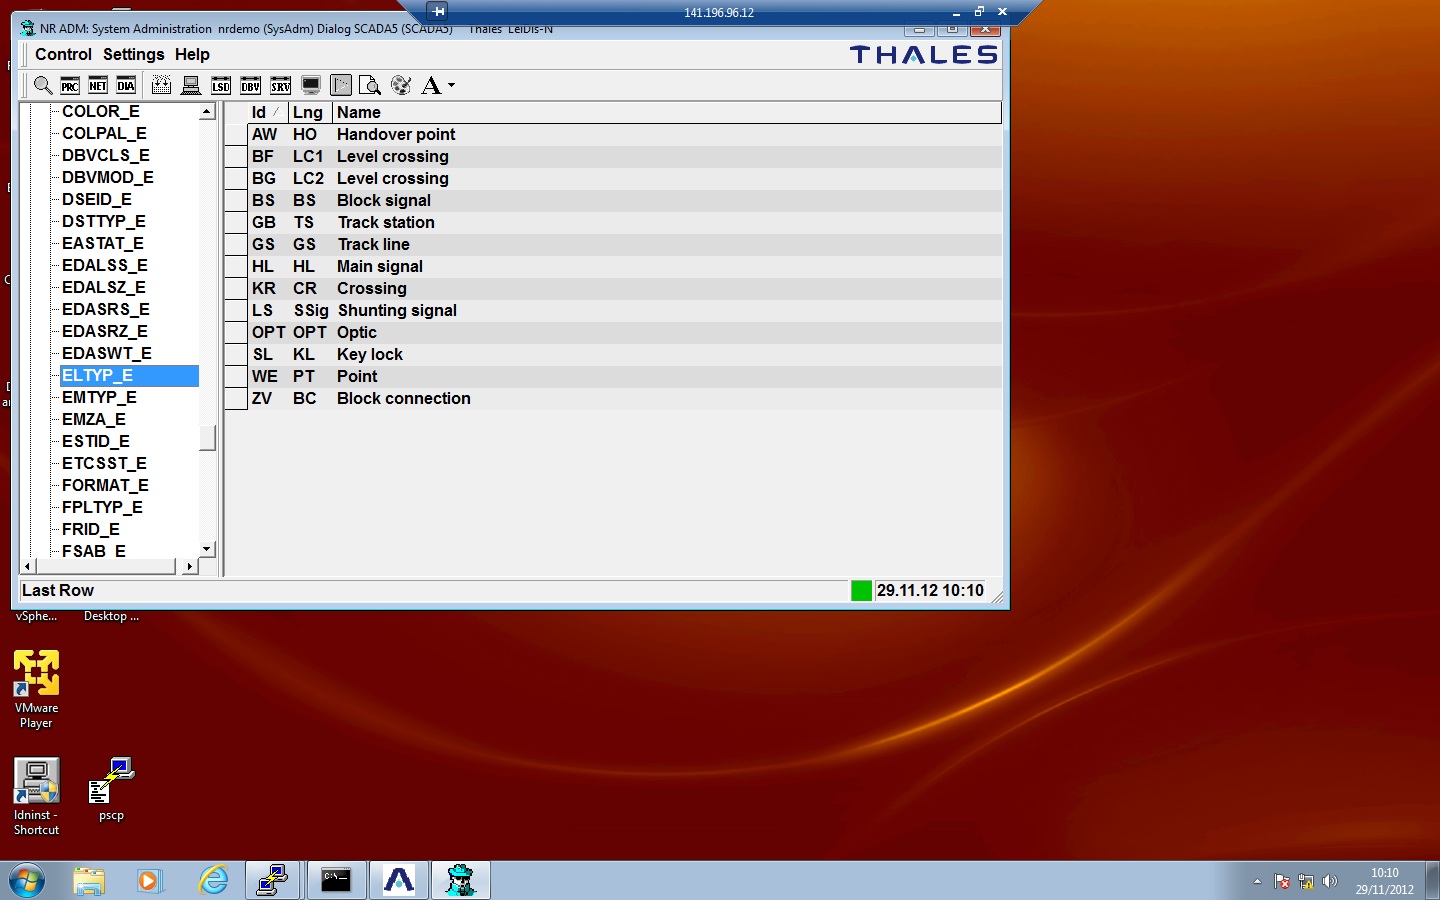 141.196.96.12
NR ADM: System Administration nrdemo (SysAdm) Dialog SCADA5 (SCADA5) Thales LeiDis-N
Control Settings Help
THALES
PRC NET DIA LSD DBV SRV A
COLOR_E
COLPAL_E
DBVCLS_E
DBVMOD_E
DSEID_E
DSTTYP_E
EASTAT_E
EDALSS_E
EDALSZ_E
EDASRS_E
EDASRZ_E
EDASWT_E
ELTYP_E
EMTYP_E
EMZA_E
ESTID_E
ETCSST_E
FORMAT_E
FPLTYP_E
FRID_E
FSAB_E
Id Lng Name
AW HO Handover point
BF LC1 Level crossing
BG LC2 Level crossing
BS BS Block signal
GB TS Track station
GS GS Track line
HL HL Main signal
KR CR Crossing
LS SSig Shunting signal
OPT OPT Optic
SL KL Key lock
WE PT Point
ZV BC Block connection
Last Row
29.11.12 10:10
vSphe...
Desktop ...
VMware
Player
ldninst -
Shortcut
pscp
C:\_
10:10
29/11/2012